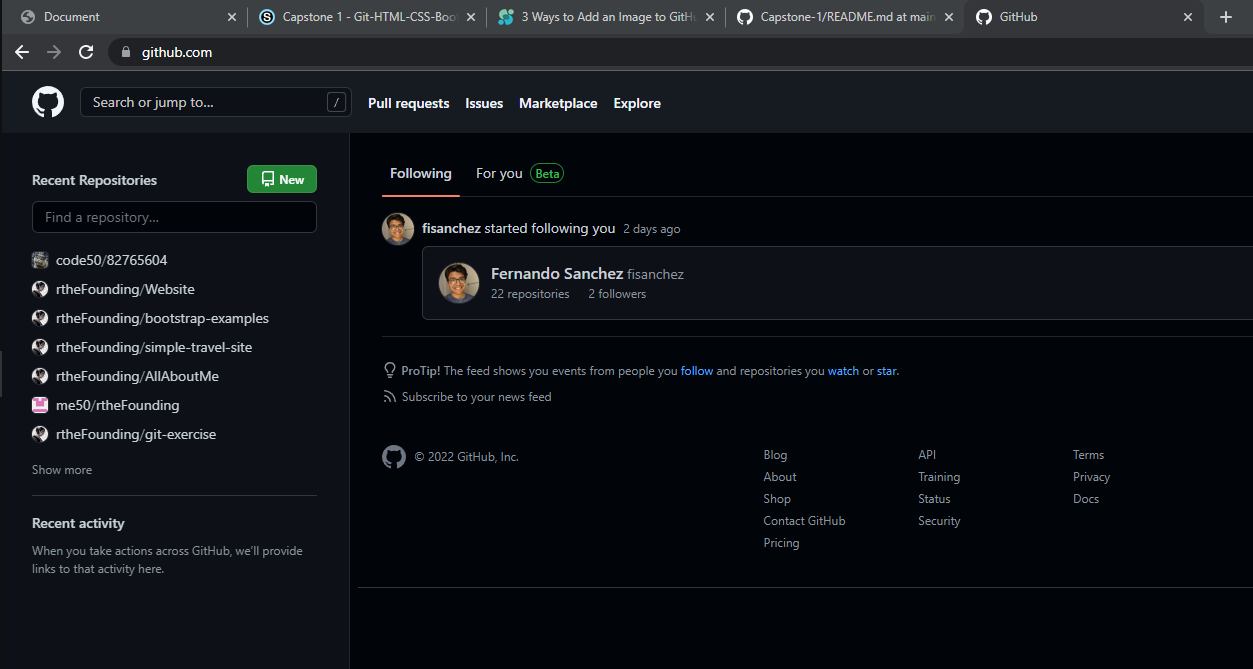 Document
Capstone 1 - Git-HTML-CSS-Boo
3 Ways to Add an Image to GitH
Capstone-1/README.md at main
GitHub
github.com
Search or jump to...
/
Pull requests
Issues
Marketplace
Explore
Recent Repositories
New
Find a repository...
code50/82765604
rtheFounding/Website
rtheFounding/bootstrap-examples
rtheFounding/simple-travel-site
rtheFounding/AllAboutMe
me50/rtheFounding
rtheFounding/git-exercise
Show more
Recent activity
When you take actions across GitHub, we'll provide
links to that activity here.
Following
For you Beta
fisanchez started following you 2 days ago
Fernando Sanchez fisanchez
22 repositories 2 followers
ProTip! The feed shows you events from people you follow and repositories you watch or star.
Subscribe to your news feed
© 2022 GitHub, Inc.
Blog
About
Shop
Contact GitHub
Pricing
API
Training
Status
Security
Terms
Privacy
Docs